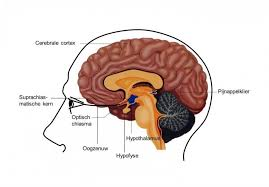 Cerebrale cortex
Pijnappelklier
Suprachias-
matische kern
Optisch
chiasma
Hypothalamus
Oogzenuw
Hypofyse